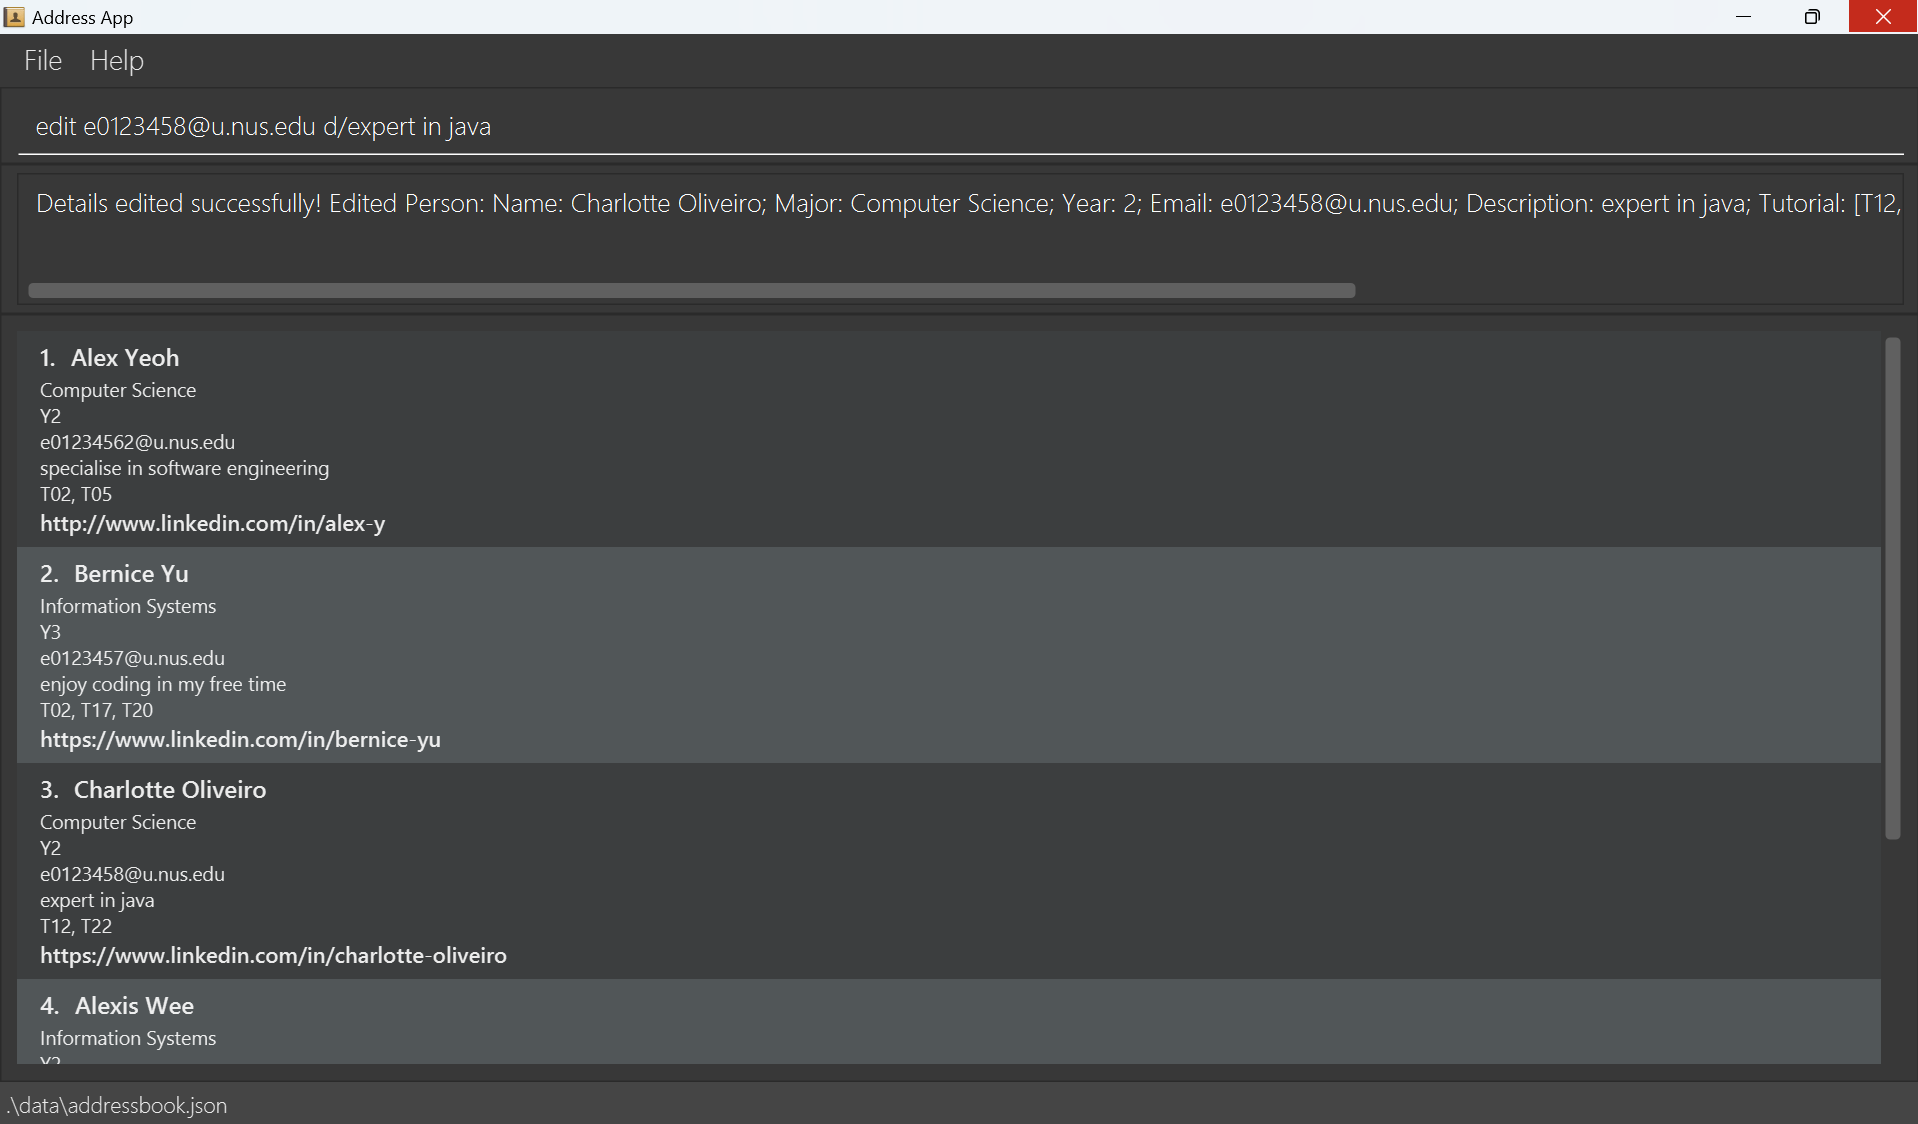 Address App
File Help
edit e0123458@u.nus.edu d/expert in java
Details edited successfully! Edited Person: Name: Charlotte Oliveiro; Major: Computer Science; Year: 2; Email: e0123458@u.nus.edu; Description: expert in java; Tutorial: [T12,
1. Alex Yeoh
Computer Science
Y2
e01234562@u.nus.edu
specialise in software engineering
T02, T05
http://www.linkedin.com/in/alex-y
2. Bernice Yu
Information Systems
Y3
e0123457@u.nus.edu
enjoy coding in my free time
T02, T17, T20
https://www.linkedin.com/in/bernice-yu
3. Charlotte Oliveiro
Computer Science
Y2
e0123458@u.nus.edu
expert in java
T12, T22
https://www.linkedin.com/in/charlotte-oliveiro
4. Alexis Wee
Information Systems
.\data\addressbook.json